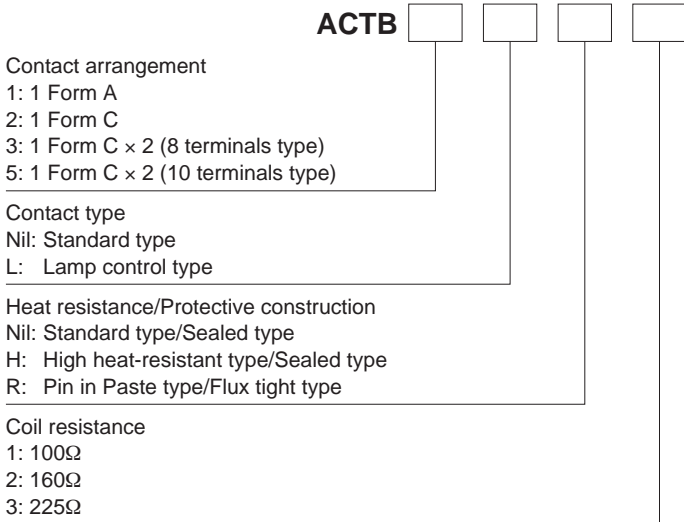 ACTB
Contact arrangement
1: 1 Form A
2: 1 Form C
3: 1 Form C × 2 (8 terminals type)
5: 1 Form C × 2 (10 terminals type)
Contact type
Nil: Standard type
L: Lamp control type
Heat resistance/Protective construction
Nil: Standard type/Sealed type
H: High heat-resistant type/Sealed type
R: Pin in Paste type/Flux tight type
Coil resistance
1: 100Ω
2: 160Ω
3: 225Ω